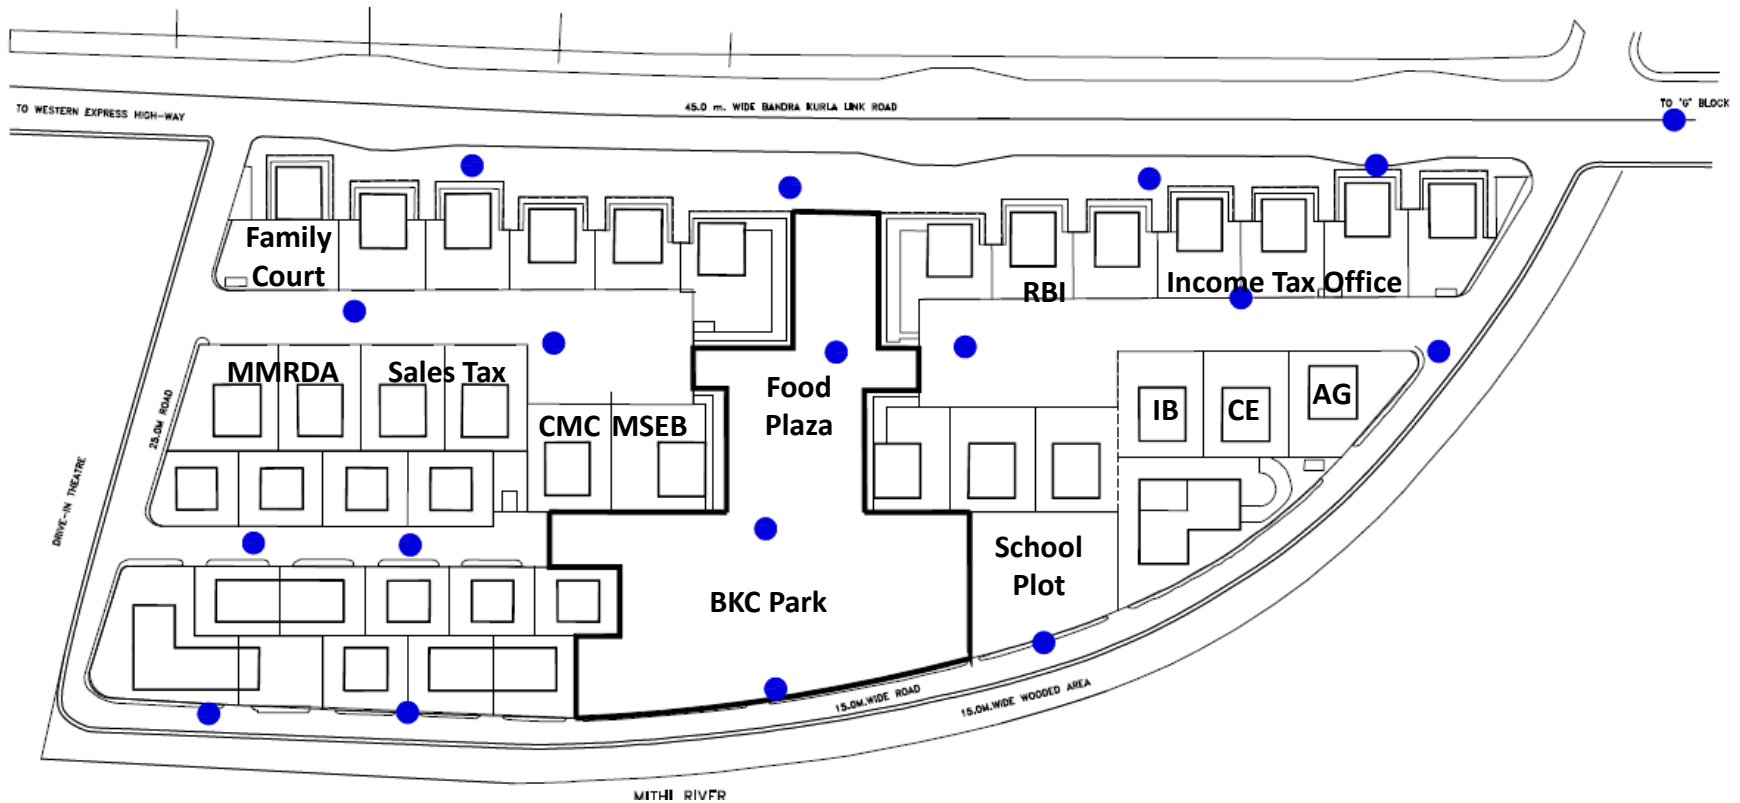 TO WESTERN EXPRESS HIGH-WAY
45.0 m. WIDE BANDRA KURLA LINK ROAD
TO "G" BLOCK
Family
Court
RBI
Income Tax Office
MMRDA
Sales Tax
Food
Plaza
IB
CE
AG
CMC
MSEB
25.0M ROAD
DRIVE-IN THEATRE
School
Plot
BKC Park
15.0M.WIDE ROAD
15.0M.WIDE WOODED AREA
MITHI RIVER